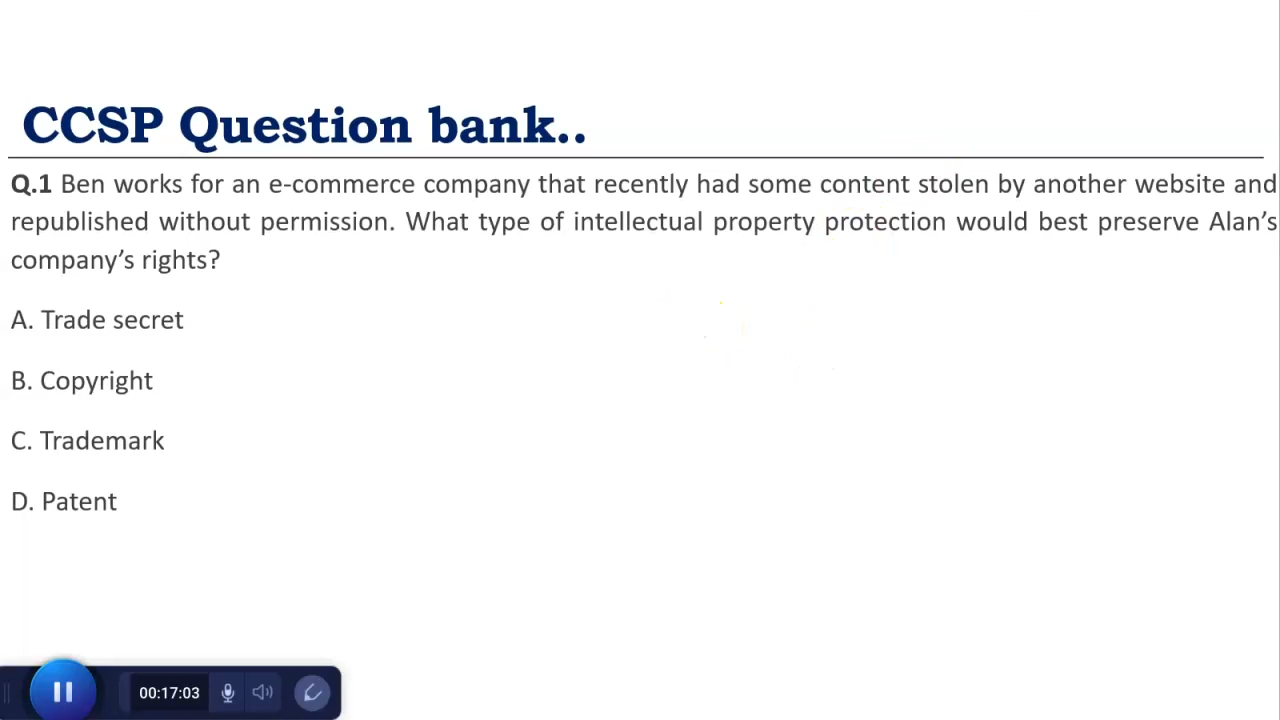 CCSP Question bank..
Q.1 Ben works for an e-commerce company that recently had some content stolen by another website and
republished without permission. What type of intellectual property protection would best preserve Alan’s
company’s rights?
A. Trade secret
B. Copyright
C. Trademark
D. Patent
00:17:03